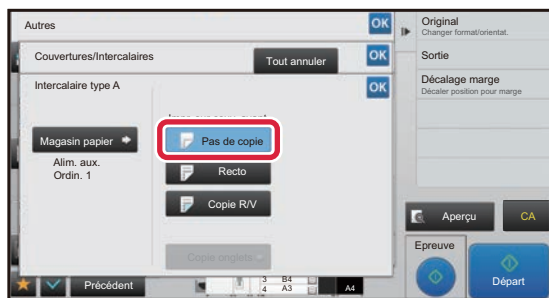 Autres
OK
Couvertures/Intercalaires
Tout annuler
OK
Intercalaire type A
OK
Magasin papier
Alim. aux.
Ordin. 1
Pas de copie
Recto
Copie R/V
Copie onglets
Précédent
3 B4
4 A3
A4
Original
Changer format/orientat.
Sortie
Décalage marge
Décaler position pour marge
Aperçu
CA
Epreuve
Départ